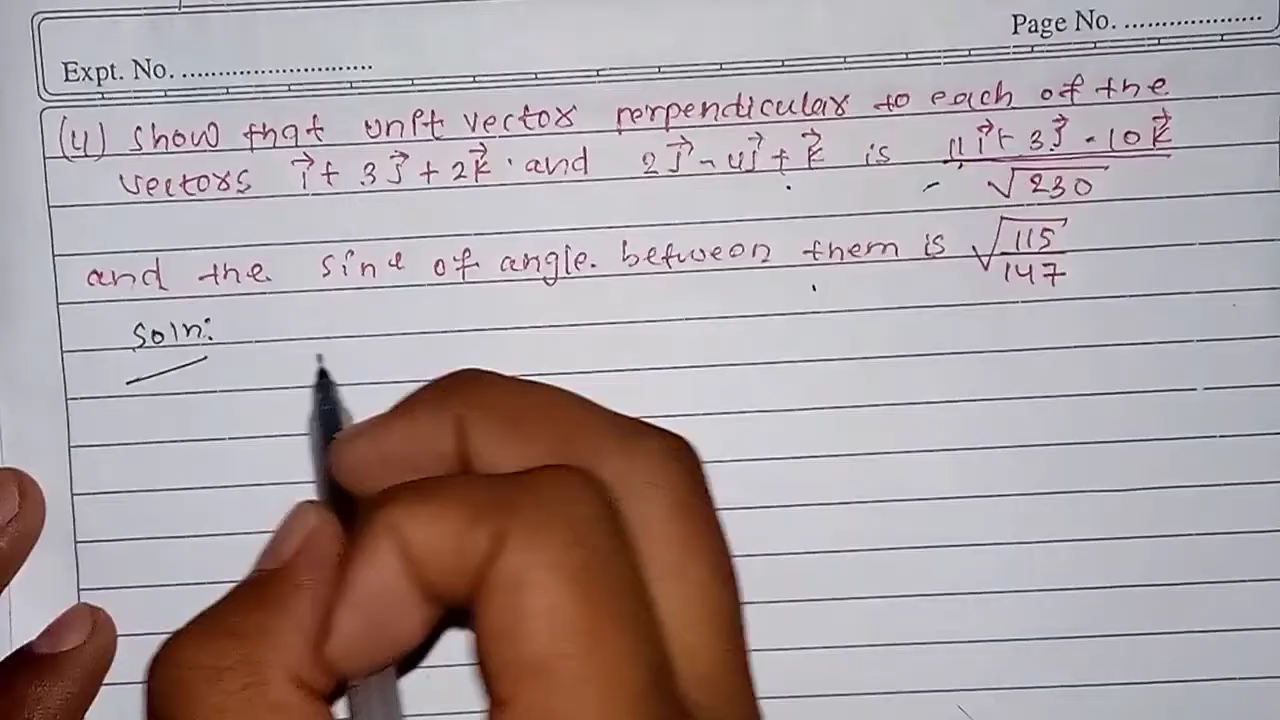 Page No. ....................
Expt. No. ..........................
(4) Show that unit vector perpendicular to each of the
vectors i⃗ + 3j⃗ + 2k⃗ and 2j⃗ - 4j⃗ + k⃗ is (11i⃗ + 3j⃗ - 10k⃗)/√230
and the sine of angle. between them is √(115/147)
Soln: